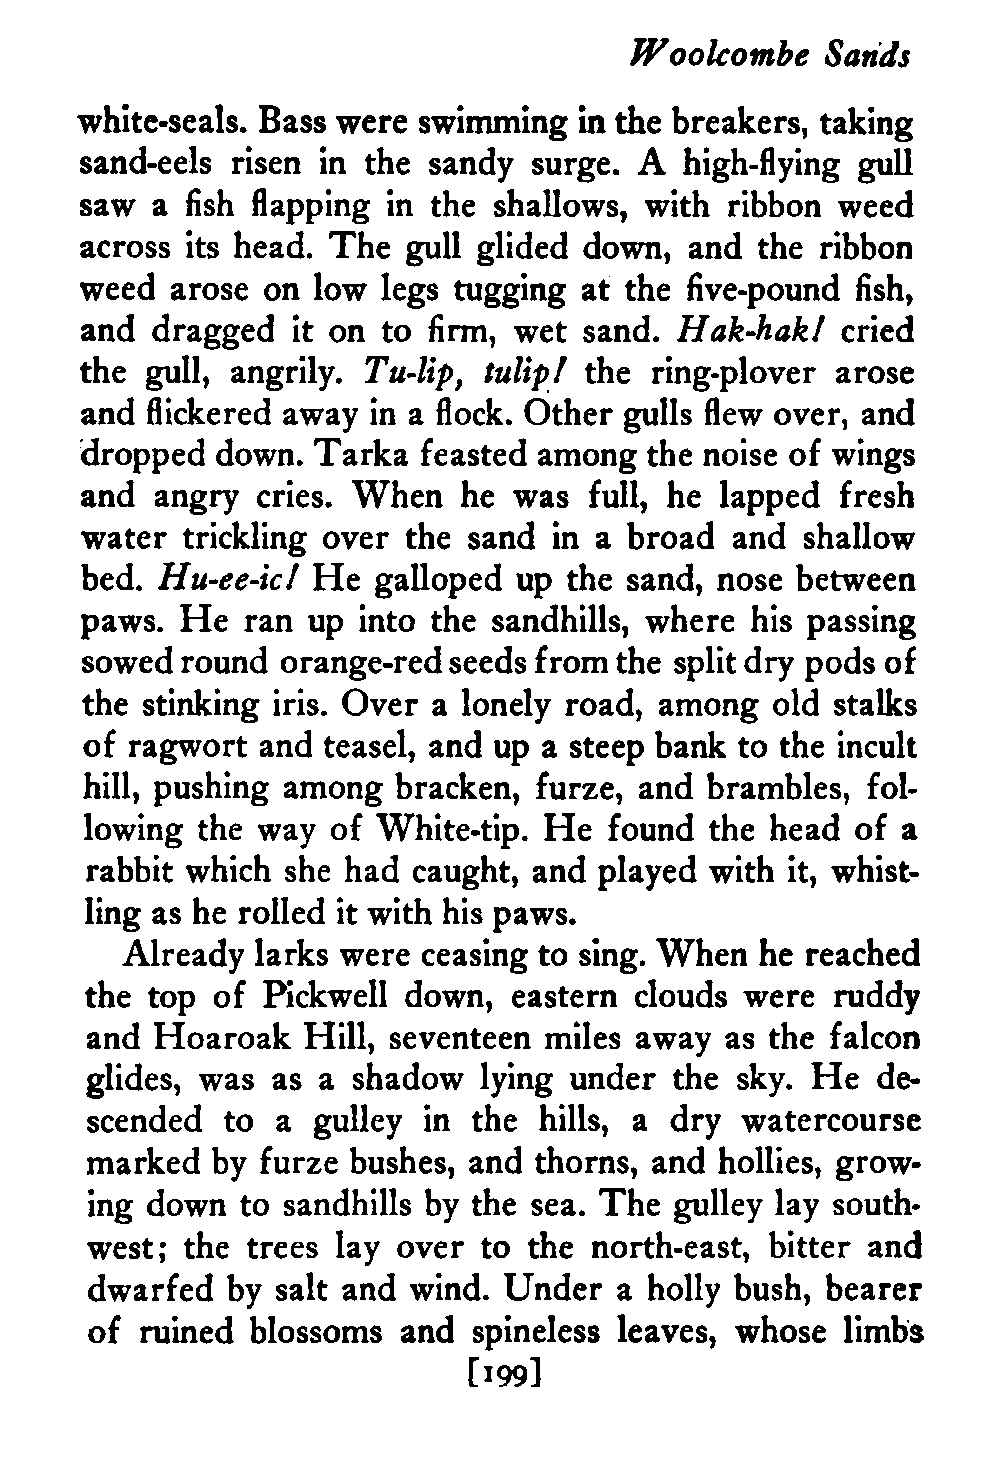 Woolcombe Sands
white-seals. Bass were swimming in the breakers, taking
sand-eels risen in the sandy surge. A high-flying gull
saw a fish flapping in the shallows, with ribbon weed
across its head. The gull glided down, and the ribbon
weed arose on low legs tugging at the five-pound fish,
and dragged it on to firm, wet sand. Hak-hak! cried
the gull, angrily. Tu-lip, tulip! the ring-plover arose
and flickered away in a flock. Other gulls flew over, and
dropped down. Tarka feasted among the noise of wings
and angry cries. When he was full, he lapped fresh
water trickling over the sand in a broad and shallow
bed. Hu-ee-ic! He galloped up the sand, nose between
paws. He ran up into the sandhills, where his passing
sowed round orange-red seeds from the split dry pods of
the stinking iris. Over a lonely road, among old stalks
of ragwort and teasel, and up a steep bank to the incult
hill, pushing among bracken, furze, and brambles, fol-
lowing the way of White-tip. He found the head of a
rabbit which she had caught, and played with it, whist-
ling as he rolled it with his paws.
Already larks were ceasing to sing. When he reached
the top of Pickwell down, eastern clouds were ruddy
and Hoaroak Hill, seventeen miles away as the falcon
glides, was as a shadow lying under the sky. He de-
scended to a gulley in the hills, a dry watercourse
marked by furze bushes, and thorns, and hollies, grow-
ing down to sandhills by the sea. The gulley lay south-
west; the trees lay over to the north-east, bitter and
dwarfed by salt and wind. Under a holly bush, bearer
of ruined blossoms and spineless leaves, whose limbs
[199]